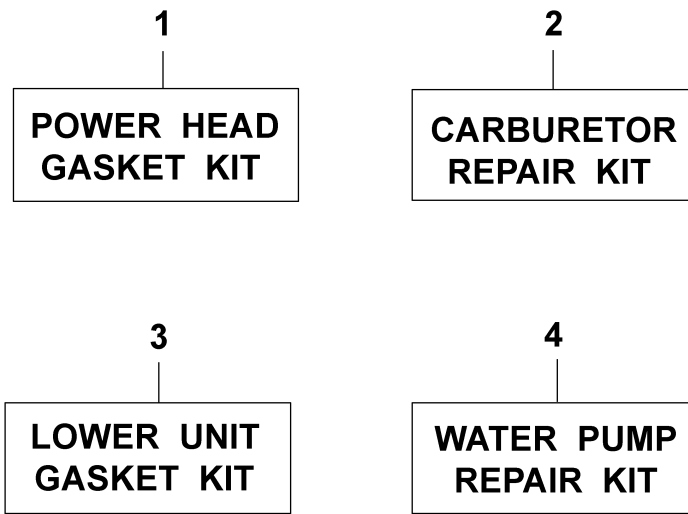 1
POWER HEAD
GASKET KIT
2
CARBURETOR
REPAIR KIT
3
LOWER UNIT
GASKET KIT
4
WATER PUMP
REPAIR KIT